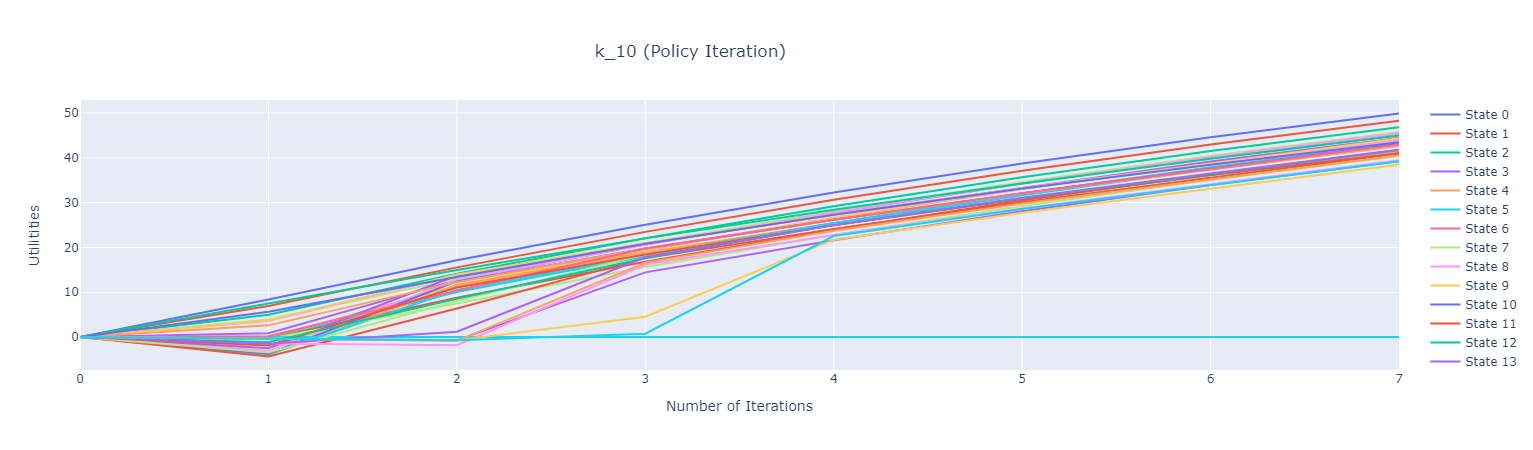 k_10 (Policy Iteration)
Utilities
50
40
30
20
10
0
0 1 2 3 4 5 6 7
Number of Iterations
State 0
State 1
State 2
State 3
State 4
State 5
State 6
State 7
State 8
State 9
State 10
State 11
State 12
State 13